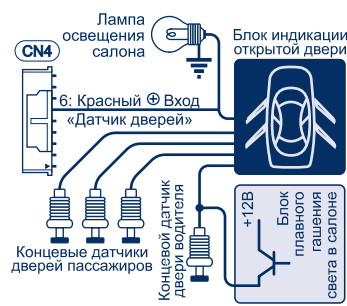 Лампа
освещения
салона
Блок индикации
открытой двери
CN4
6: Красный ⊕ Вход
«Датчик дверей»
Концевые датчики
дверей пассажиров
Концевой датчик
двери водителя
+12В
Блок
плавного
гашения
света в салоне